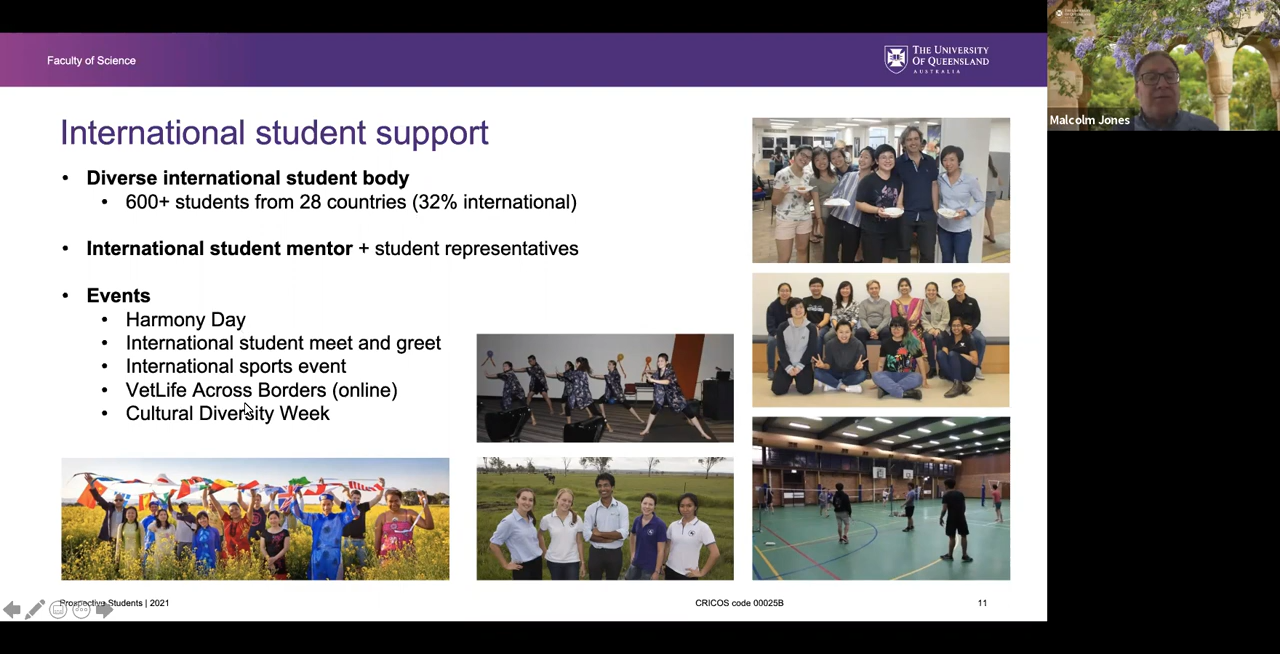 Faculty of Science
THE UNIVERSITY
OF QUEENSLAND
AUSTRALIA
Malcolm Jones
International student support
• Diverse international student body
• 600+ students from 28 countries (32% international)
• International student mentor + student representatives
• Events
• Harmony Day
• International student meet and greet
• International sports event
• VetLife Across Borders (online)
• Cultural Diversity Week
Prospective Students | 2021
CRICOS code 00025B
11